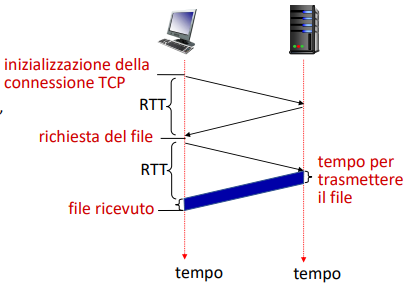 inizializzazione della
connessione TCP
RTT
,
richiesta del file
RTT
tempo per
trasmettere
il file
file ricevuto
tempo
tempo